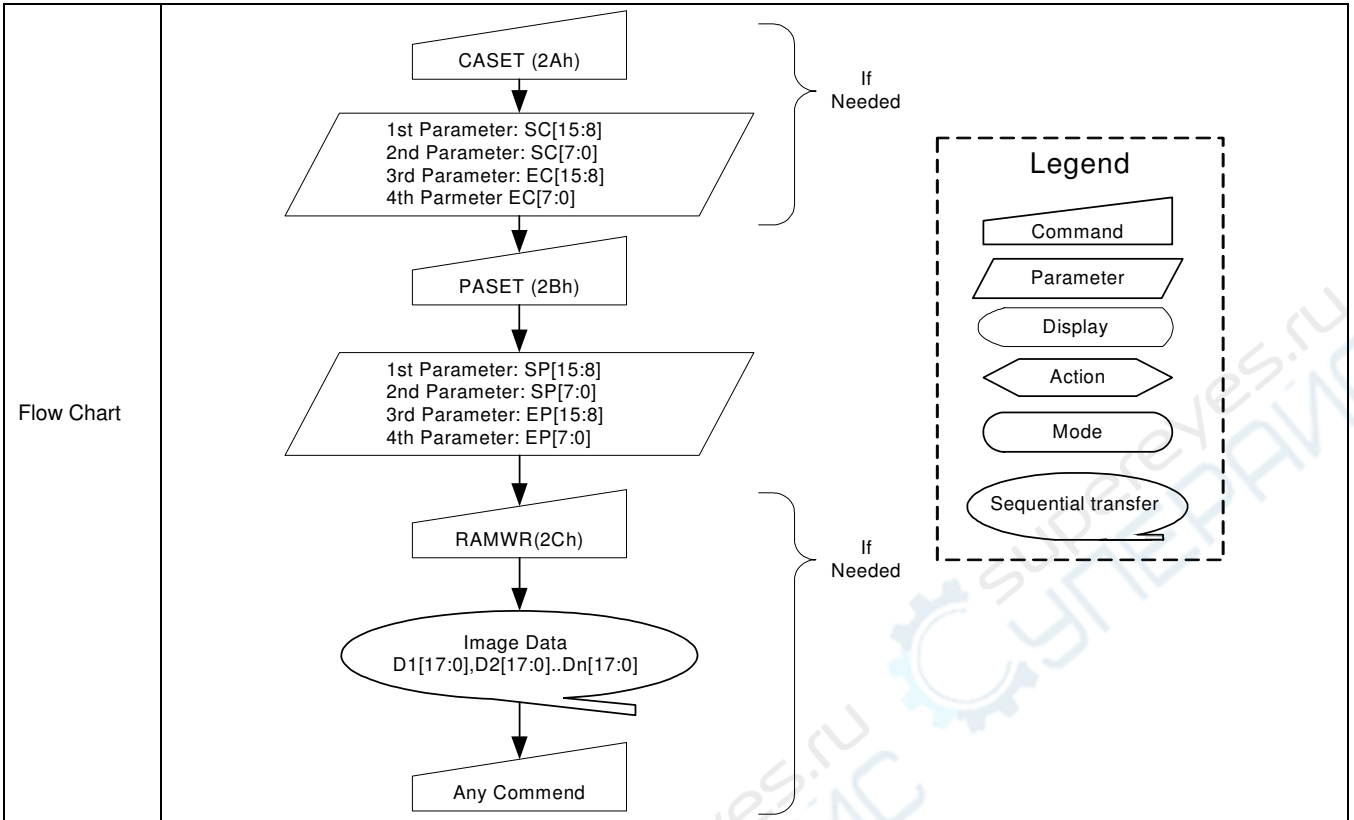 Flow Chart
CASET (2Ah)
1st Parameter: SC[15:8]
2nd Parameter: SC[7:0]
3rd Parameter: EC[15:8]
4th Parmeter EC[7:0]
If
Needed
PASET (2Bh)
1st Parameter: SP[15:8]
2nd Parameter: SP[7:0]
3rd Parameter: EP[15:8]
4th Parameter: EP[7:0]
RAMWR(2Ch)
Image Data
D1[17:0],D2[17:0]..Dn[17:0]
Any Commend
If
Needed
Legend
Command
Parameter
Display
Action
Mode
Sequential transfer
supereyes.ru